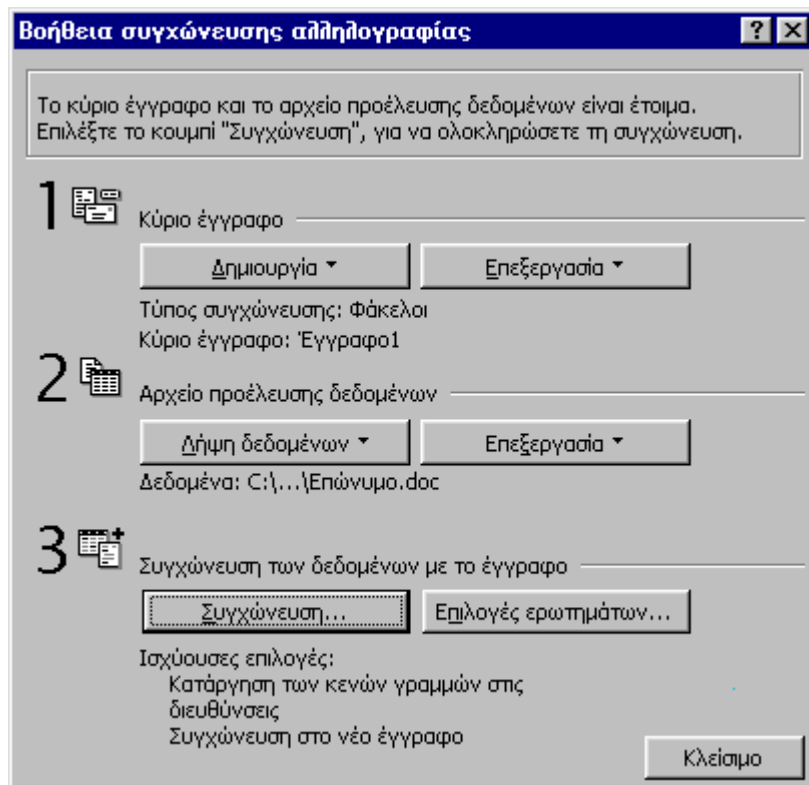 Βοήθεια συγχώνευσης αλληλογραφίας
Το κύριο έγγραφο και το αρχείο προέλευσης δεδομένων είναι έτοιμα.
Επιλέξτε το κουμπί "Συγχώνευση", για να ολοκληρώσετε τη συγχώνευση.
1
Κύριο έγγραφο
Δημιουργία
Επεξεργασία
Τύπος συγχώνευσης: Φάκελοι
Κύριο έγγραφο: Έγγραφο1
2
Αρχείο προέλευσης δεδομένων
Λήψη δεδομένων
Επεξεργασία
Δεδομένα: C:\...\Επώνυμο.doc
3
Συγχώνευση των δεδομένων με το έγγραφο
Συγχώνευση...
Επιλογές ερωτημάτων...
Ισχύουσες επιλογές:
Κατάργηση των κενών γραμμών στις
διευθύνσεις
Συγχώνευση στο νέο έγγραφο
Κλείσιμο